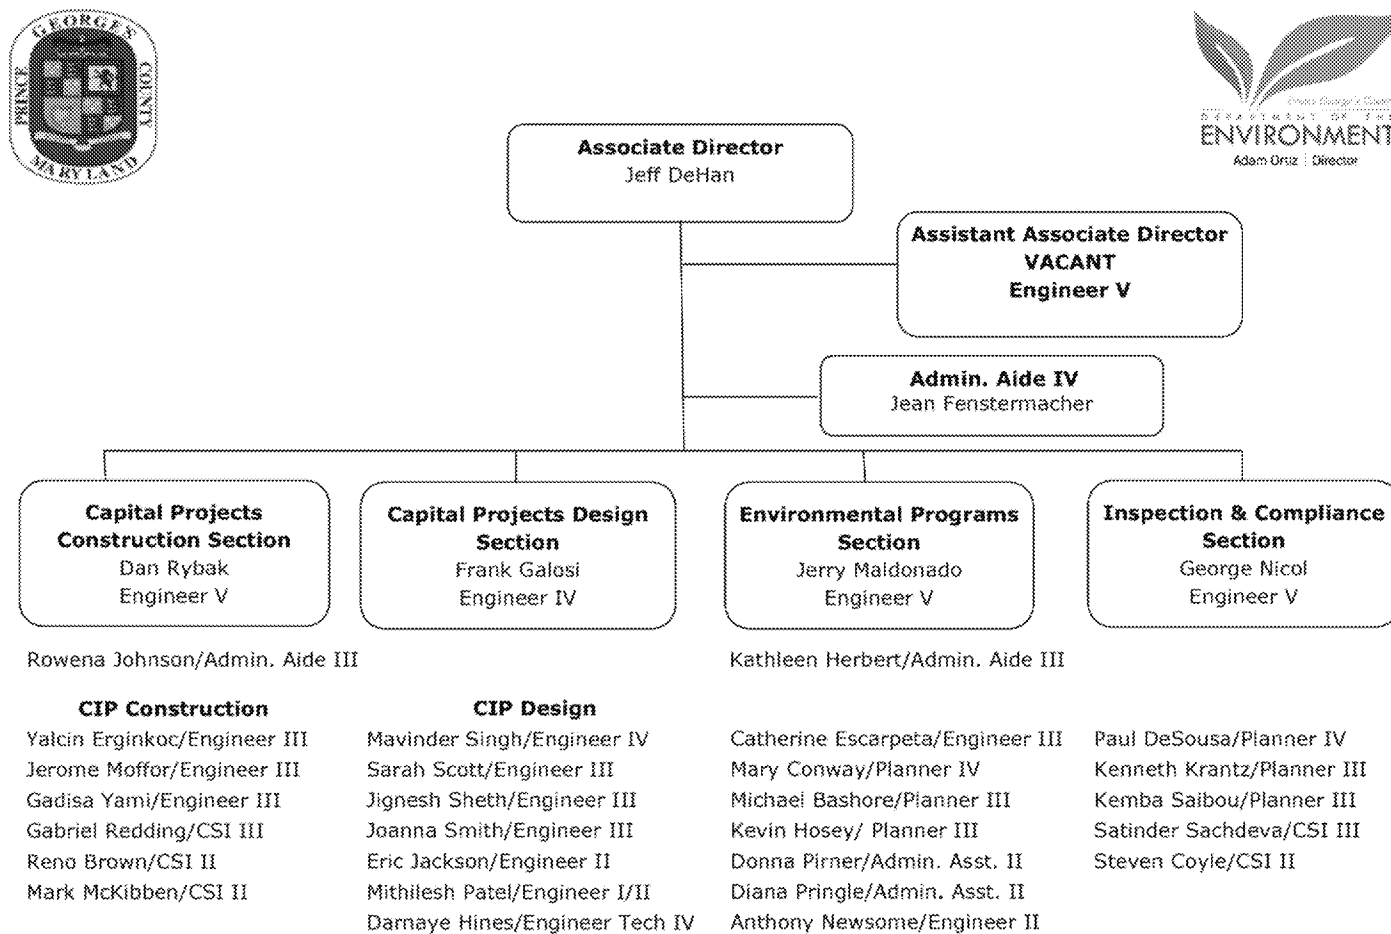 GEORGES
PRINCE
COUNTY
MARYLAND
Prince George's County
DEPARTMENT OF THE
ENVIRONMENT
Adam Ortiz | Director
Associate Director
Jeff DeHan
Assistant Associate Director
VACANT
Engineer V
Admin. Aide IV
Jean Fenstermacher
Capital Projects
Construction Section
Dan Rybak
Engineer V
Capital Projects Design
Section
Frank Galosi
Engineer IV
Environmental Programs
Section
Jerry Maldonado
Engineer V
Inspection & Compliance
Section
George Nicol
Engineer V
Rowena Johnson/Admin. Aide III
CIP Construction
Yalcin Erginkoc/Engineer III
Jerome Moffor/Engineer III
Gadisa Yami/Engineer III
Gabriel Redding/CSI III
Reno Brown/CSI II
Mark McKibben/CSI II
CIP Design
Mavinder Singh/Engineer IV
Sarah Scott/Engineer III
Jignesh Sheth/Engineer III
Joanna Smith/Engineer III
Eric Jackson/Engineer II
Mithilesh Patel/Engineer I/II
Darnaye Hines/Engineer Tech IV
Kathleen Herbert/Admin. Aide III
Catherine Escarpeta/Engineer III
Mary Conway/Planner IV
Michael Bashore/Planner III
Kevin Hosey/ Planner III
Donna Pirner/Admin. Asst. II
Diana Pringle/Admin. Asst. II
Anthony Newsome/Engineer II
Paul DeSousa/Planner IV
Kenneth Krantz/Planner III
Kemba Saibou/Planner III
Satinder Sachdeva/CSI III
Steven Coyle/CSI II